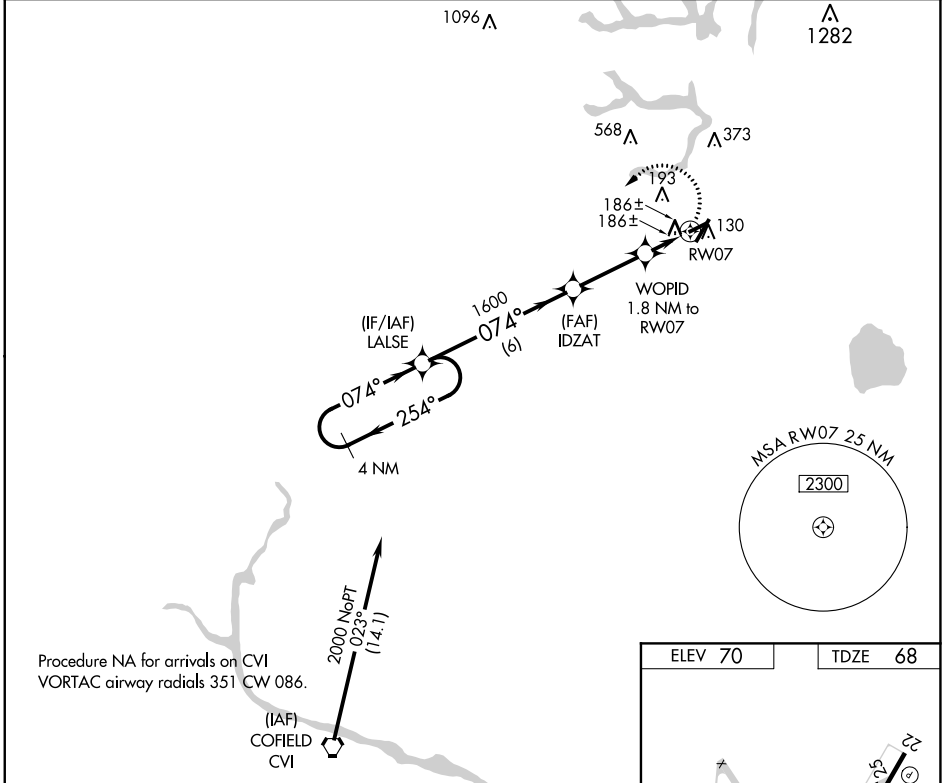 1096
1282
568
373
193
186±
186±
130
RW07
WOPID
1.8 NM to
RW07
1600
074°
(6)
(FAF)
IDZAT
(IF/IAF)
LALSE
074°
254°
4 NM
MSA RW07 25 NM
2300
2000 NoPT
023°
(14.1)
Procedure NA for arrivals on CVI
VORTAC airway radials 351 CW 086.
(IAF)
COFIELD
CVI
ELEV 70
TDZE 68
22
25
P